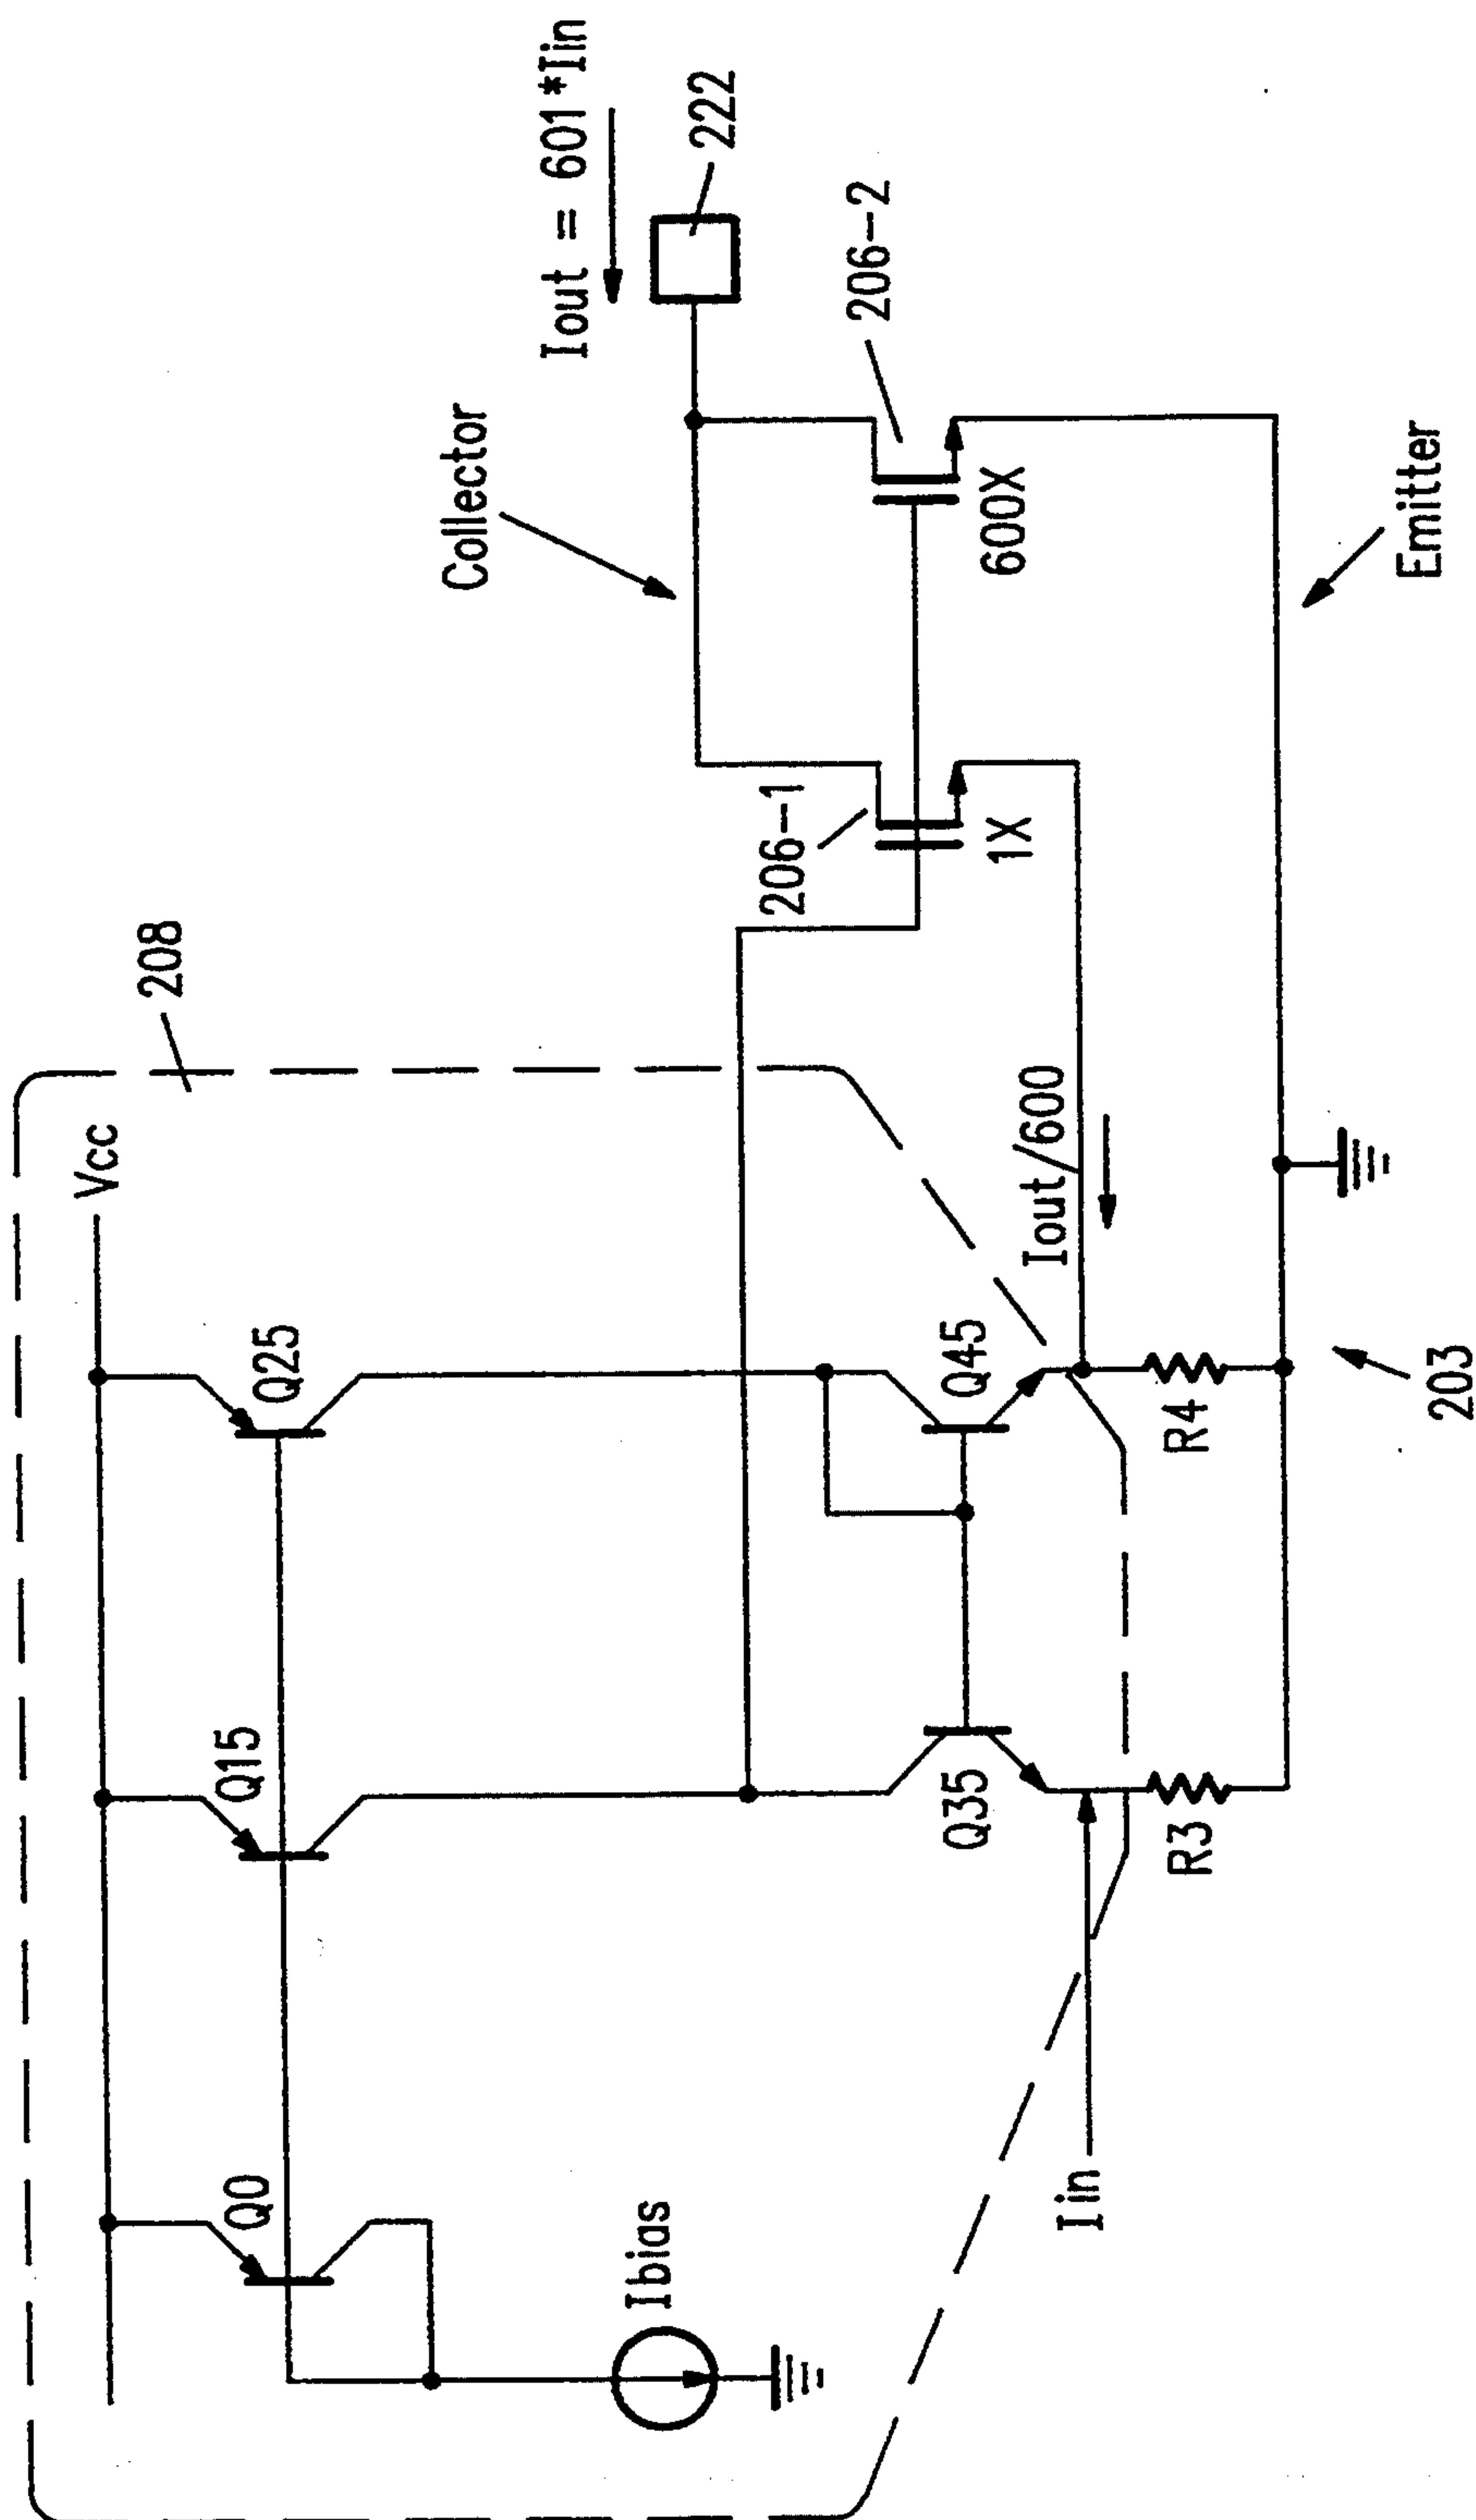 208
Vcc
Q0
Q15
Q25
Ibias
Iin
Q35
Q45
R3
R4
Iout/600
203
206-1
1X
Collector
Iout = 601*Iin
222
206-2
600X
Emitter